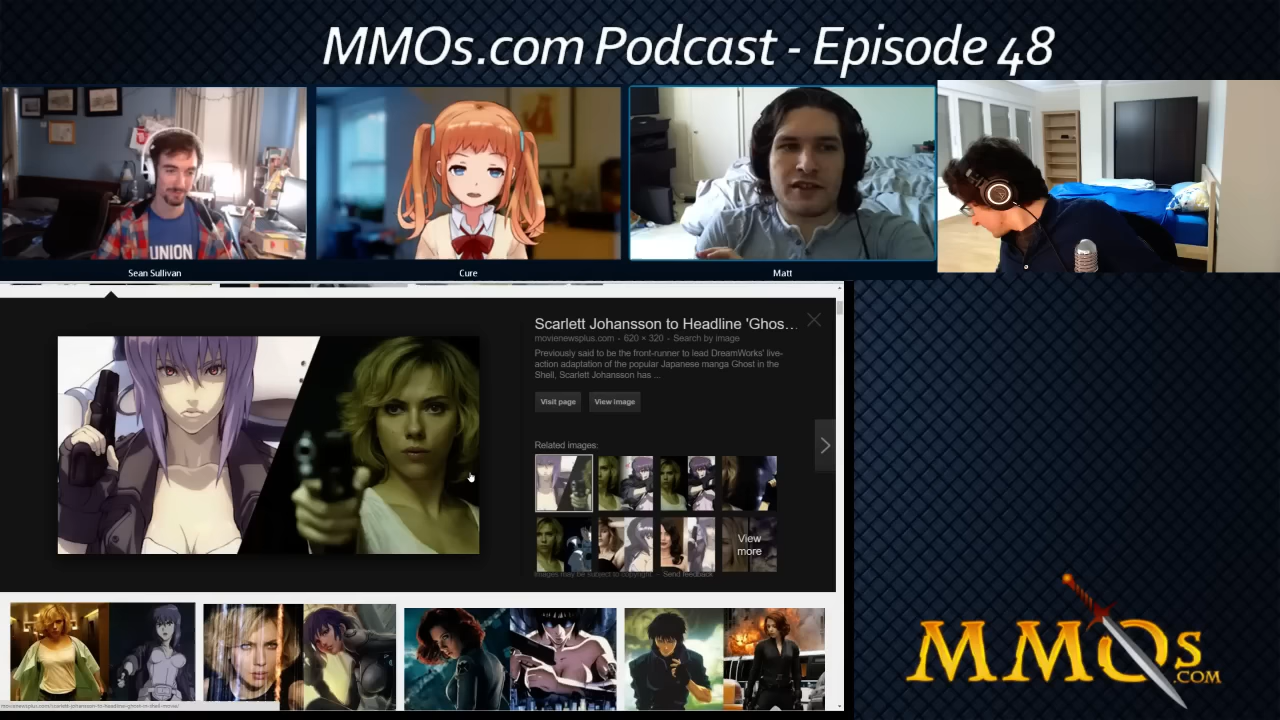 MMOs.com Podcast - Episode 48
UNION
Sean Sullivan
Cure
Matt
Scarlett Johansson to Headline 'Ghos...
movienewsplus.com - 620 × 320 - Search by image
Previously said to be the front-runner to lead DreamWorks' live-
action adaptation of the popular Japanese manga Ghost in the
Shell, Scarlett Johansson has ...
Visit page
View image
Related images:
View
more
Images may be subject to copyright.
Send feedback
MMOs
.COM